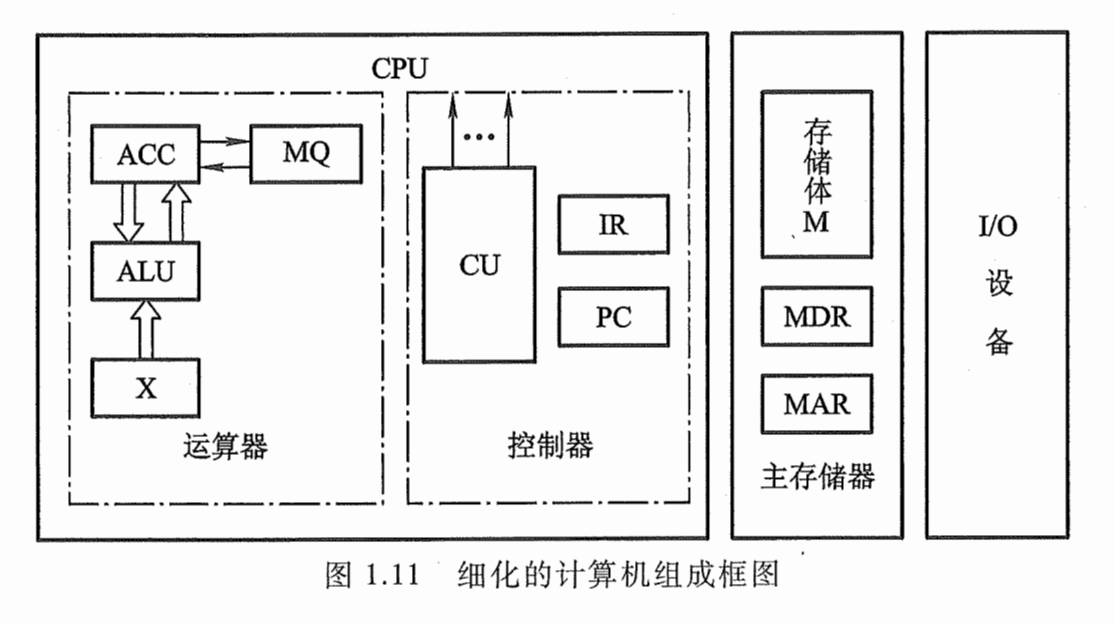 CPU
ACC
MQ
ALU
X
运算器
CU
IR
PC
控制器
存储体M
MDR
MAR
主存储器
I/O
设
备
图 1.11 细化的计算机组成框图